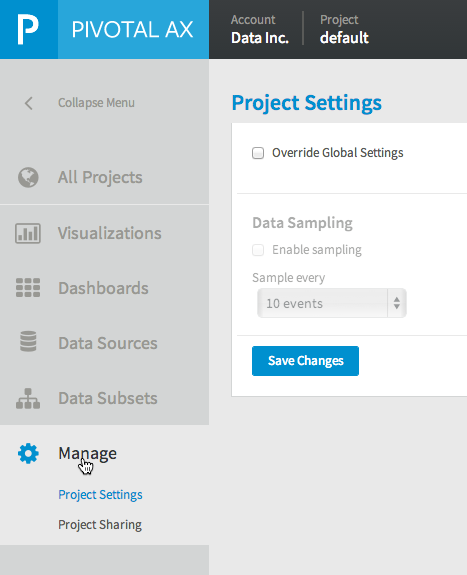 P PIVOTAL AX
Account
Data Inc.
Project
default
Collapse Menu
All Projects
Visualizations
Dashboards
Data Sources
Data Subsets
Manage
Project Settings
Project Sharing
Project Settings
Override Global Settings
Data Sampling
Enable sampling
Sample every
10 events
Save Changes